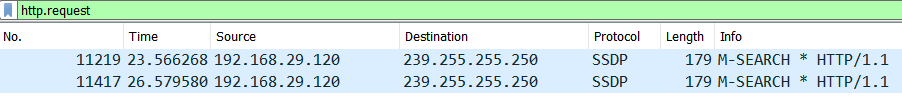 http.request
No. Time Source Destination Protocol Length Info
11219 23.566268 192.168.29.120 239.255.255.250 SSDP 179 M-SEARCH * HTTP/1.1
11417 26.579580 192.168.29.120 239.255.255.250 SSDP 179 M-SEARCH * HTTP/1.1